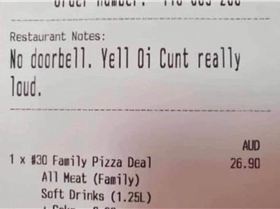 Restaurant Notes:
No doorbell. Yell Oi Cunt really
loud.
AUD
1 x $30 Family Pizza Deal 26.90
All Meat (Family)
Soft Drinks (1.25L)